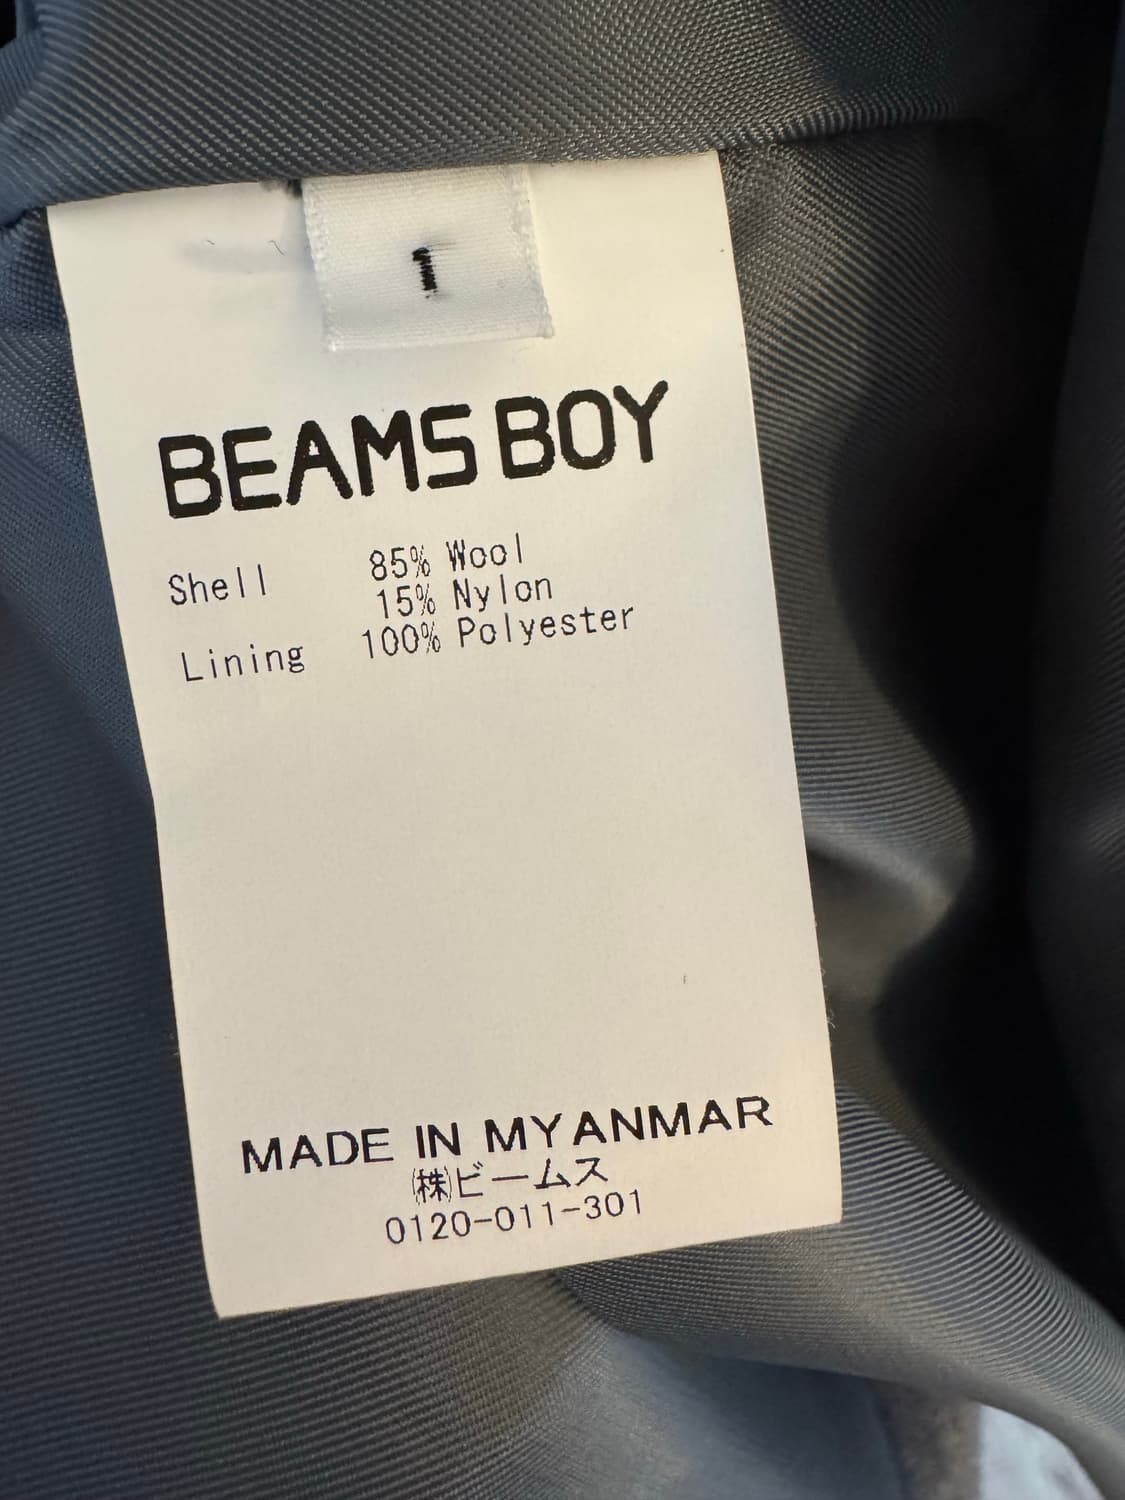 1
BEAMS BOY
Shell 85% Wool
15% Nylon
Lining 100% Polyester
MADE IN MYANMAR
㈱ビームス
0120-011-301